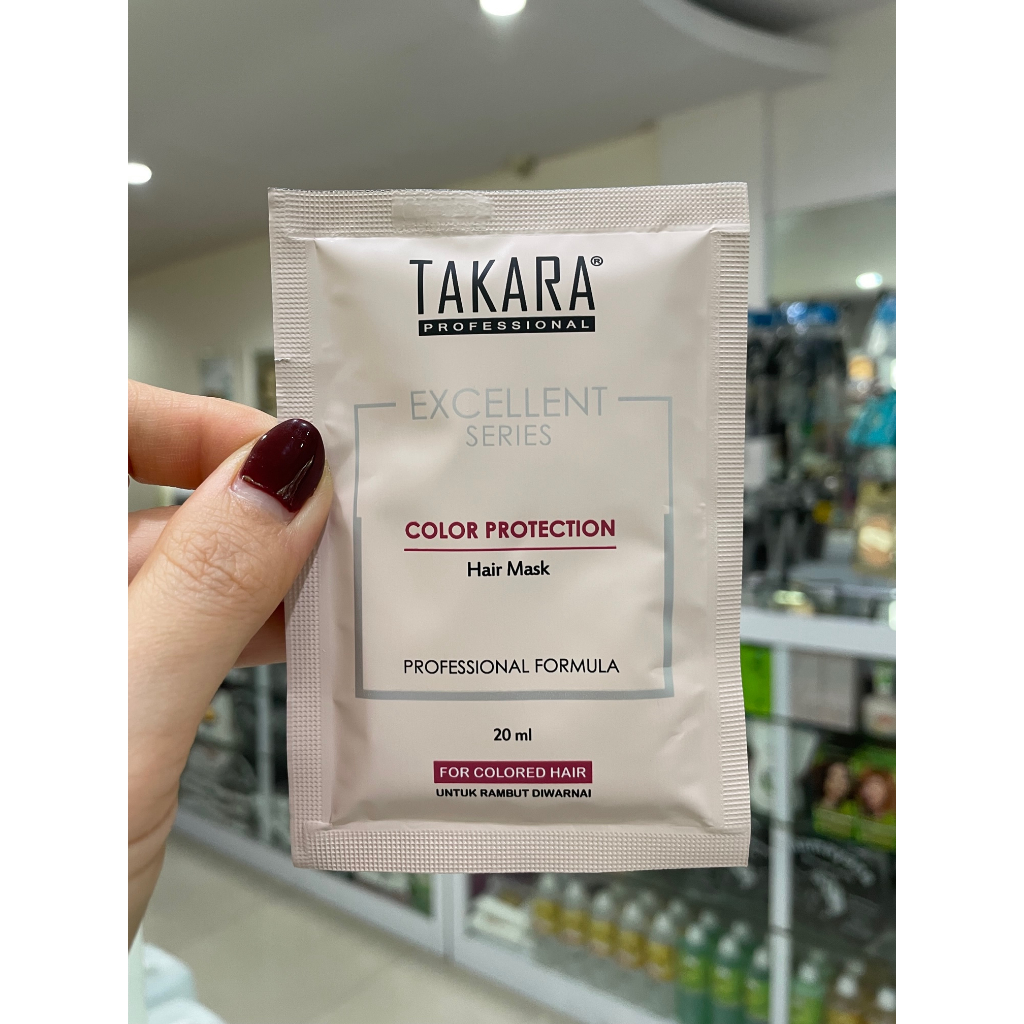 TAKARA®
PROFESSIONAL
EXCELLENT
SERIES
COLOR PROTECTION
Hair Mask
PROFESSIONAL FORMULA
20 ml
FOR COLORED HAIR
UNTUK RAMBUT DIWARNAI